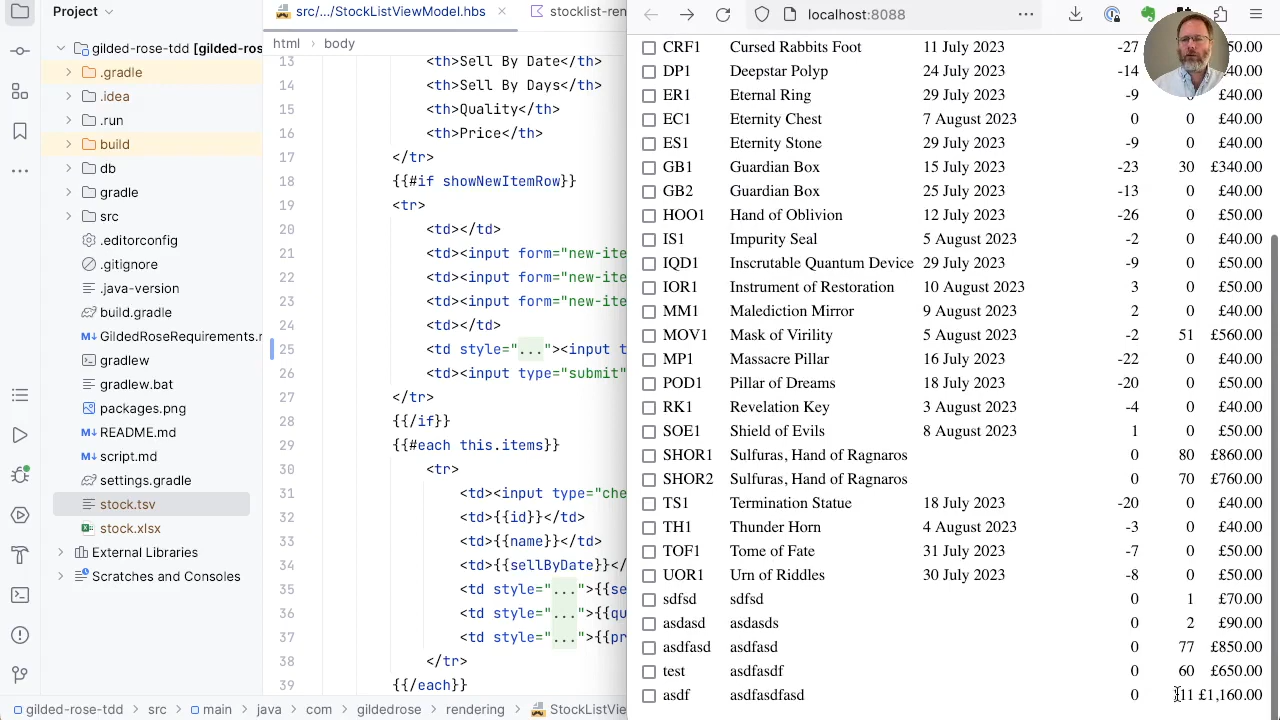 Project
gilded-rose-tdd [gilded-ros
.gradle
.idea
.run
build
db
gradle
src
.editorconfig
.gitignore
.java-version
build.gradle
GildedRoseRequirements.r
gradlew
gradlew.bat
packages.png
README.md
script.md
settings.gradle
stock.tsv
stock.xlsx
External Libraries
Scratches and Consoles
src/.../StockListViewModel.hbs
stocklist-ren
html › body
13 <th>Sell By Date</th>
14 <th>Sell By Days</th>
15 <th>Quality</th>
16 <th>Price</th>
17 </tr>
18 {{#if showNewItemRow}}
19 <tr>
20 <td></td>
21 <td><input form="new-ite
22 <td><input form="new-ite
23 <td><input form="new-ite
24 <td></td>
25 <td style="..."><input t
26 <td><input type="submit"
27 </tr>
28 {{/if}}
29 {{#each this.items}}
30 <tr>
31 <td><input type="che
32 <td>{{id}}</td>
33 <td>{{name}}</td>
34 <td>{{sellByDate}}</
35 <td style="...">{{se
36 <td style="...">{{qu
37 <td style="...">{{pr
38 </tr>
39 {{/each}}
gilded-rose-tdd › src › main › java › com › gildedrose › rendering › StockListVie
localhost:8088
CRF1 Cursed Rabbits Foot 11 July 2023 -27 50.00
DP1 Deepstar Polyp 24 July 2023 -14 40.00
ER1 Eternal Ring 29 July 2023 -9 0 £40.00
EC1 Eternity Chest 7 August 2023 0 0 £40.00
ES1 Eternity Stone 29 July 2023 -9 0 £40.00
GB1 Guardian Box 15 July 2023 -23 30 £340.00
GB2 Guardian Box 25 July 2023 -13 0 £40.00
HOO1 Hand of Oblivion 12 July 2023 -26 0 £50.00
IS1 Impurity Seal 5 August 2023 -2 0 £40.00
IQD1 Inscrutable Quantum Device 29 July 2023 -9 0 £50.00
IOR1 Instrument of Restoration 10 August 2023 3 0 £50.00
MM1 Malediction Mirror 9 August 2023 2 0 £40.00
MOV1 Mask of Virility 5 August 2023 -2 51 £560.00
MP1 Massacre Pillar 16 July 2023 -22 0 £40.00
POD1 Pillar of Dreams 18 July 2023 -20 0 £50.00
RK1 Revelation Key 3 August 2023 -4 0 £40.00
SOE1 Shield of Evils 8 August 2023 1 0 £50.00
SHOR1 Sulfuras, Hand of Ragnaros 0 80 £860.00
SHOR2 Sulfuras, Hand of Ragnaros 0 70 £760.00
TS1 Termination Statue 18 July 2023 -20 0 £40.00
TH1 Thunder Horn 4 August 2023 -3 0 £40.00
TOF1 Tome of Fate 31 July 2023 -7 0 £50.00
UOR1 Urn of Riddles 30 July 2023 -8 0 £50.00
sdfsd sdfsd 0 1 £70.00
asdasd asdasds 0 2 £90.00
asdfasd asdfasd 0 77 £850.00
test asdfasdf 0 60 £650.00
asdf asdfasdfasd 0 11 £1,160.00